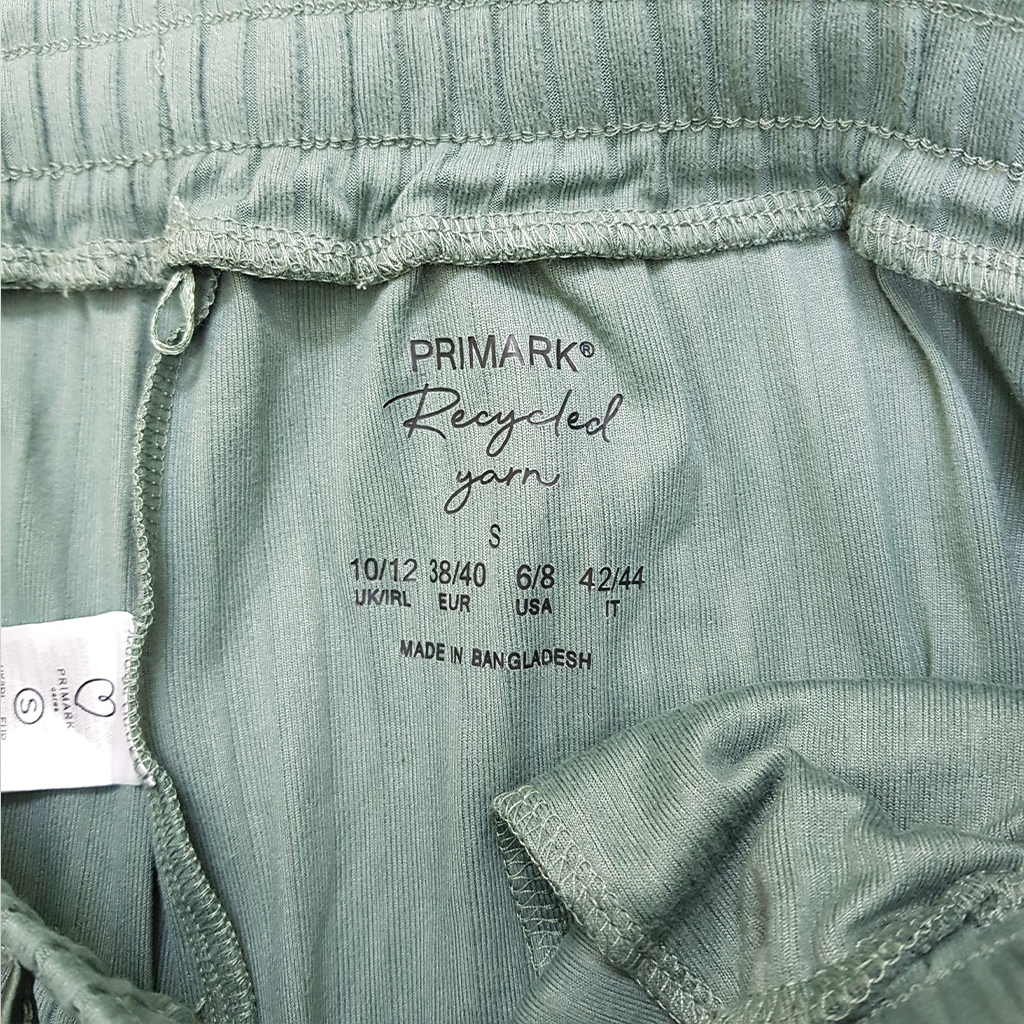 PRIMARK®
Recycled
yarn
S
10/12 38/40 6/8 42/44
UK/IRL EUR USA IT
MADE IN BANGLADESH
PRIMARK
cares
S